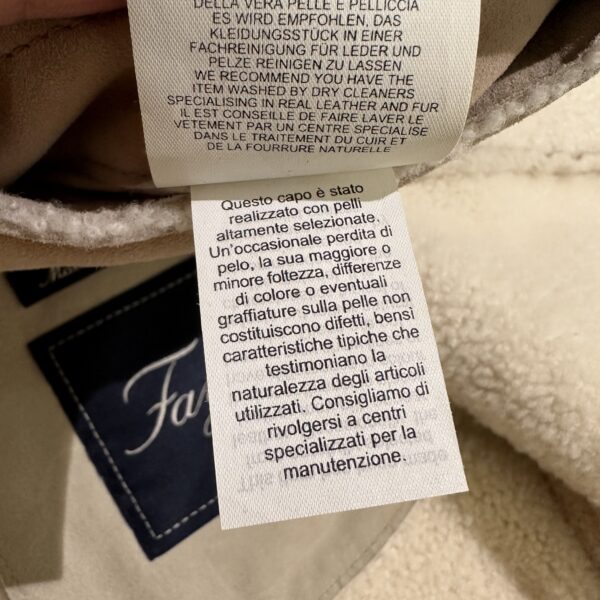 DELLA VERA PELLE E PELLICCIA
ES WIRD EMPFOHLEN, DAS
KLEIDUNGSSTÜCK IN EINER
FACHREINIGUNG FÜR LEDER UND
PELZE REINIGEN ZU LASSEN
WE RECOMMEND YOU HAVE THE
ITEM WASHED BY DRY CLEANERS
SPECIALISING IN REAL LEATHER AND FUR
IL EST CONSEILLE DE FAIRE LAVER LE
VETEMENT PAR UN CENTRE SPECIALISE
DANS LE TRAITEMENT DU CUIR ET
DE LA FOURRURE NATURELLE
Questo capo è stato
realizzato con pelli
altamente selezionate.
Un'occasionale perdita di
pelo, la sua maggiore o
minore foltezza, differenze
di colore o eventuali
graffiature sulla pelle non
costituiscono difetti, bensì
caratteristiche tipiche che
testimoniano la
naturalezza degli articoli
utilizzati. Consigliamo di
rivolgersi a centri
specializzati per la
manutenzione.